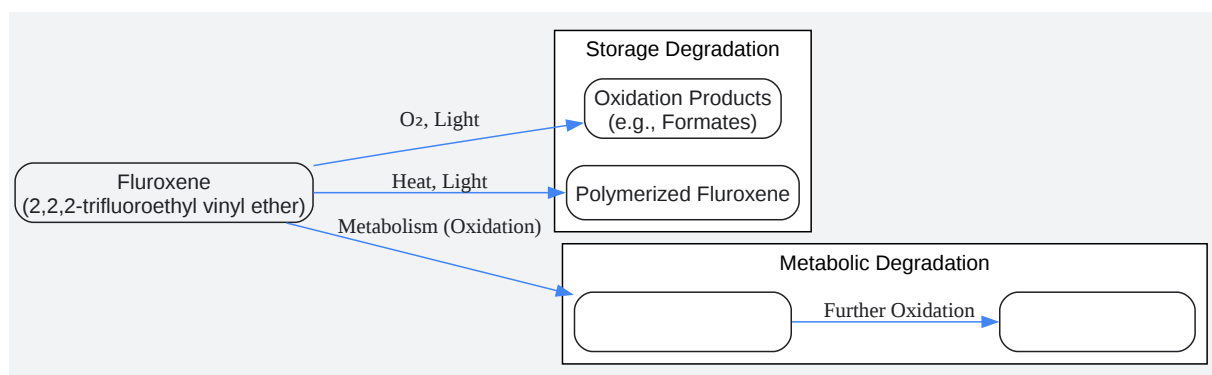 Storage Degradation
Oxidation Products
(e.g., Formates)
O₂, Light
Fluroxene
(2,2,2-trifluoroethyl vinyl ether)
Heat, Light
Polymerized Fluroxene
Metabolism (Oxidation)
Metabolic Degradation
Further Oxidation